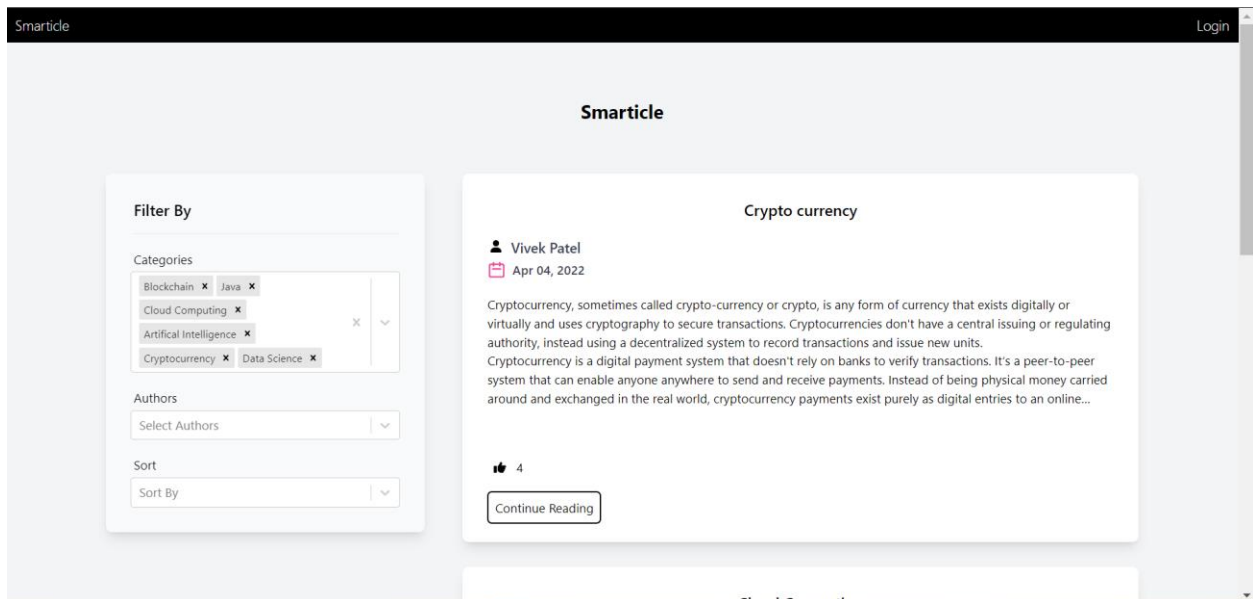 Smarticle
Login
Smarticle
Filter By
Categories
Blockchain x Java x
Cloud Computing x
Artifical Intelligence x
Cryptocurrency x Data Science x
Authors
Select Authors
Sort
Sort By
Crypto currency
Vivek Patel
Apr 04, 2022
Cryptocurrency, sometimes called crypto-currency or crypto, is any form of currency that exists digitally or
virtually and uses cryptography to secure transactions. Cryptocurrencies don't have a central issuing or regulating
authority, instead using a decentralized system to record transactions and issue new units.
Cryptocurrency is a digital payment system that doesn't rely on banks to verify transactions. It's a peer-to-peer
system that can enable anyone anywhere to send and receive payments. Instead of being physical money carried
around and exchanged in the real world, cryptocurrency payments exist purely as digital entries to an online...
4
Continue Reading